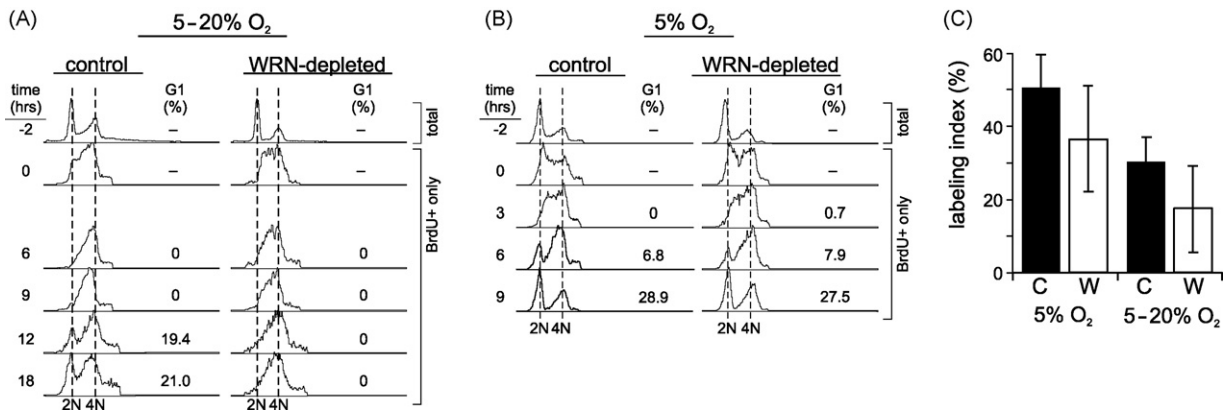 (A)
5–20% O2
control
WRN-depleted
time
(hrs)
G1
(%)
G1
(%)
-2
–
–
total
0
–
–
6
0
0
9
0
0
12
19.4
0
18
21.0
0
BrdU+ only
2N 4N
2N 4N
(B)
5% O2
control
WRN-depleted
time
(hrs)
G1
(%)
G1
(%)
-2
–
–
total
0
–
–
3
0
0.7
6
6.8
7.9
9
28.9
27.5
BrdU+ only
2N 4N
2N 4N
(C)
labeling index (%)
60
40
20
0
C W C W
5% O2 5–20% O2